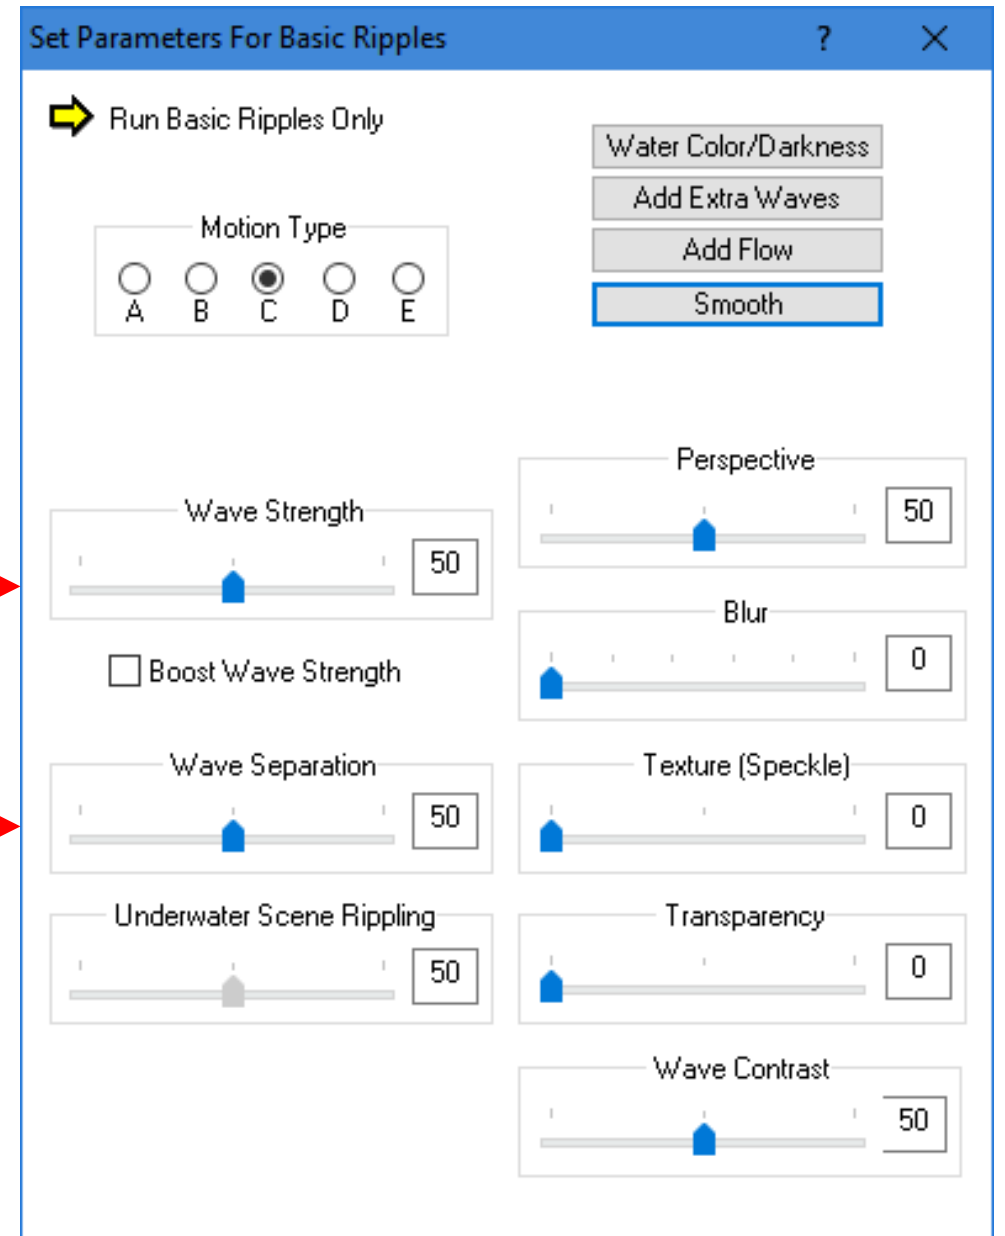 Set Parameters For Basic Ripples ?
Run Basic Ripples Only
Water Color/Darkness
Add Extra Waves
Add Flow
Smooth
Motion Type
A B C D E
Wave Strength
50
Boost Wave Strength
Wave Separation
50
Underwater Scene Rippling
50
Perspective
50
Blur
0
Texture (Speckle)
0
Transparency
0
Wave Contrast
50